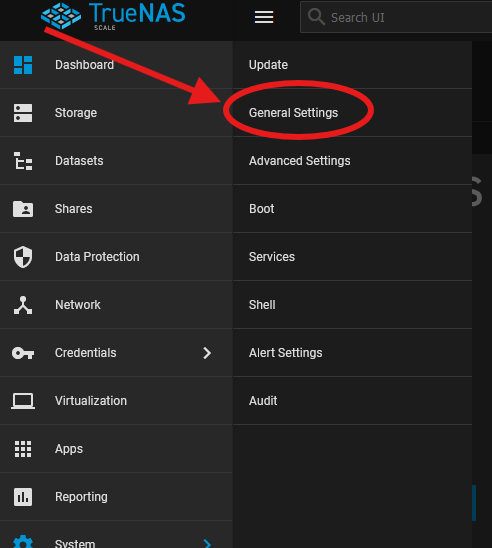 TrueNAS
SCALE
Search UI
Dashboard
Storage
Datasets
Shares
Data Protection
Network
Credentials
Virtualization
Apps
Reporting
System
Update
General Settings
Advanced Settings
Boot
Services
Shell
Alert Settings
Audit
S